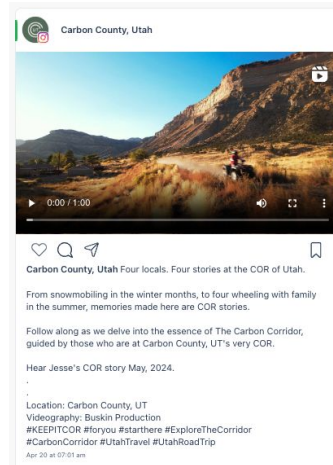 Carbon County, Utah
0:00 / 1:00
Carbon County, Utah Four locals. Four stories at the COR of Utah.
From snowmobiling in the winter months, to four wheeling with family
in the summer, memories made here are COR stories.
Follow along as we delve into the essence of The Carbon Corridor,
guided by those who are at Carbon County, UT's very COR.
Hear Jesse's COR story May, 2024.
.
.
Location: Carbon County, UT
Videography: Buskin Production
#KEEPITCOR #foryou #starthere #ExploreTheCorridor
#CarbonCorridor #UtahTravel #UtahRoadTrip
Apr 20 at 07:01 am